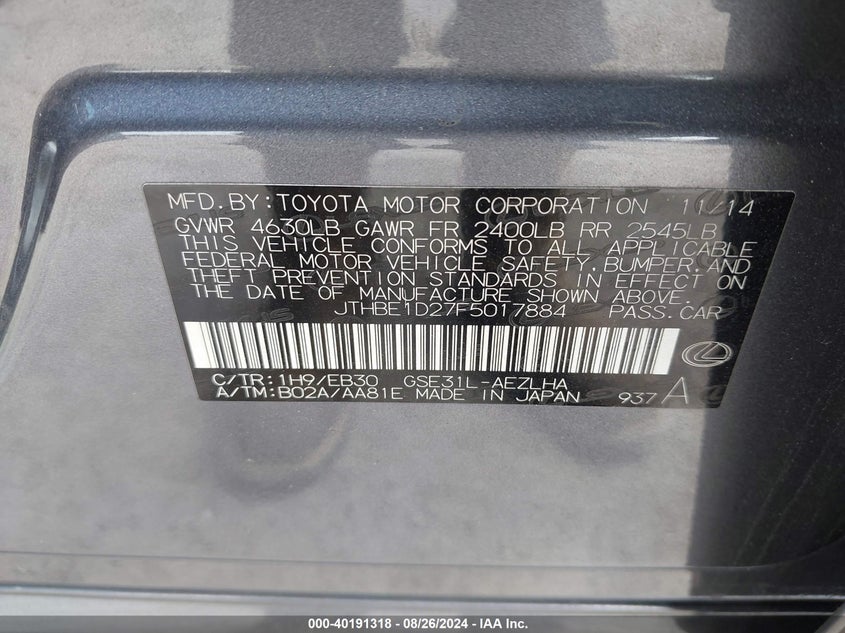 MFD.BY:TOYOTA MOTOR CORPORATION 11/14
GVWR 4630LB GAWR FR 2400LB RR 2545LB
THIS VEHICLE CONFORMS TO ALL APPLICABLE
FEDERAL MOTOR VEHICLE SAFETY,BUMPER,AND
THEFT PREVENTION STANDARDS IN EFFECT ON
THE DATE OF MANUFACTURE SHOWN ABOVE.
JTHBE1D27F5017884 PASS.CAR
C/TR:1H9/EB30 GSE31L-AEZLHA
A/TM:B02A/AA81E MADE IN JAPAN 937 A
000-40191318 - 08/26/2024 - IAA Inc.